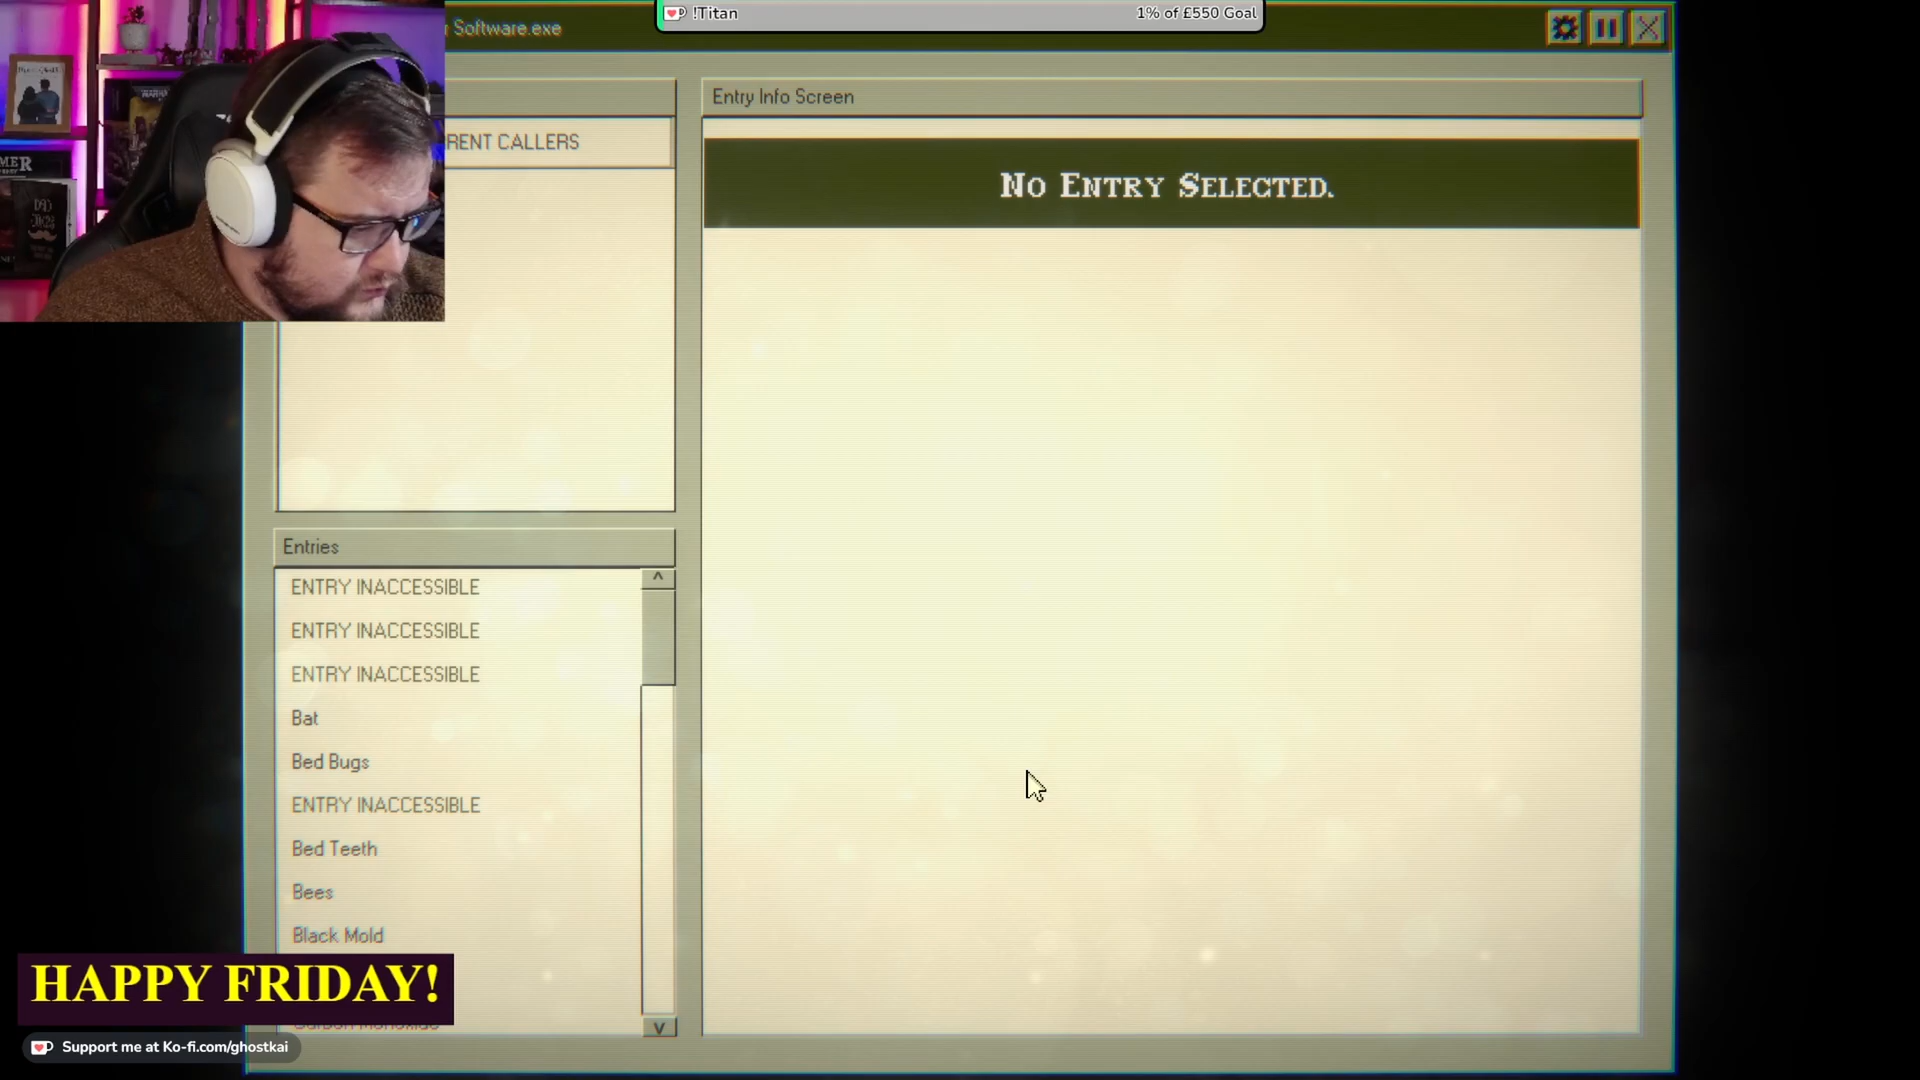 Software.exe
!Titan
1% of £550 Goal
Entry Info Screen
RENT CALLERS
No Entry Selected.
Entries
ENTRY INACCESSIBLE
ENTRY INACCESSIBLE
ENTRY INACCESSIBLE
Bat
Bed Bugs
ENTRY INACCESSIBLE
Bed Teeth
Bees
Black Mold
HAPPY FRIDAY!
Support me at Ko-fi.com/ghostkai